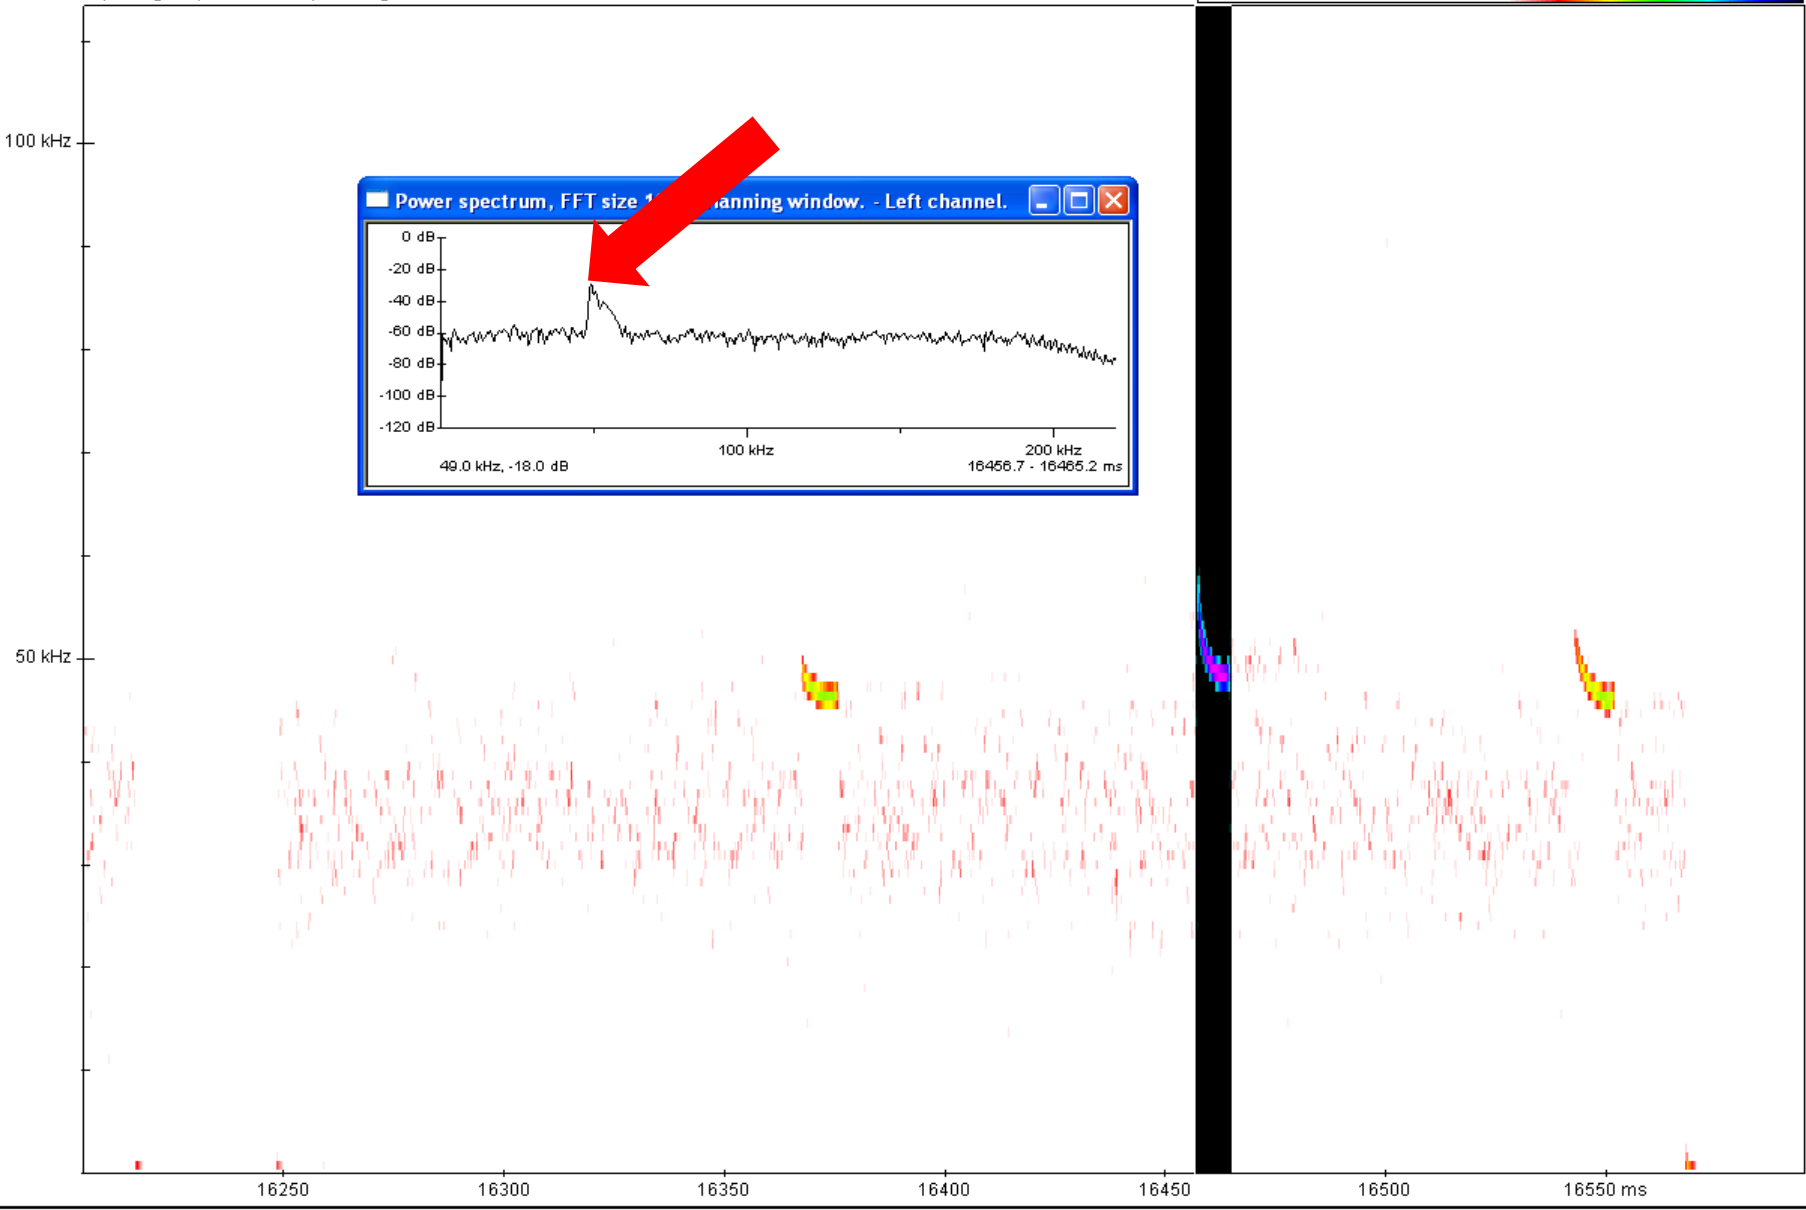 100 kHz
Power spectrum, FFT size anning window. - Left channel.
0 dB
-20 dB
-40 dB
-60 dB
-80 dB
-100 dB
-120 dB
100 kHz 200 kHz
49.0 kHz, -18.0 dB 16456.7 - 16465.2 ms
50 kHz
16250 16300 16350 16400 16450 16500 16550 ms